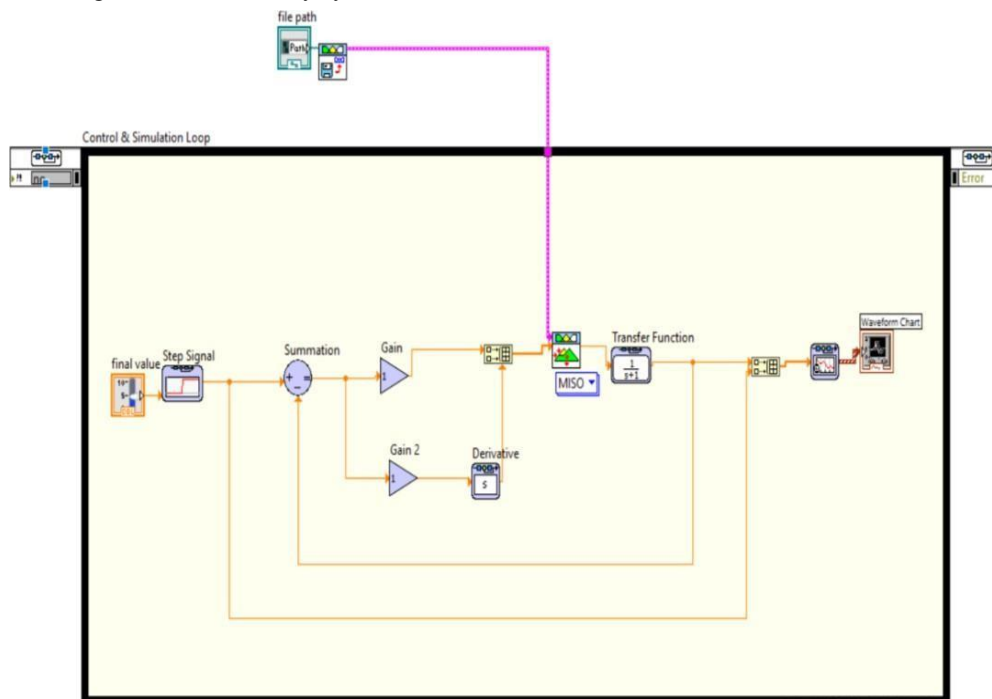 file path
Path
Control & Simulation Loop
Error
Waveform Chart
Transfer Function
Step Signal
Summation
Gain
final value
1
1
s+1
MISO
Gain 2
Derivative
1
s